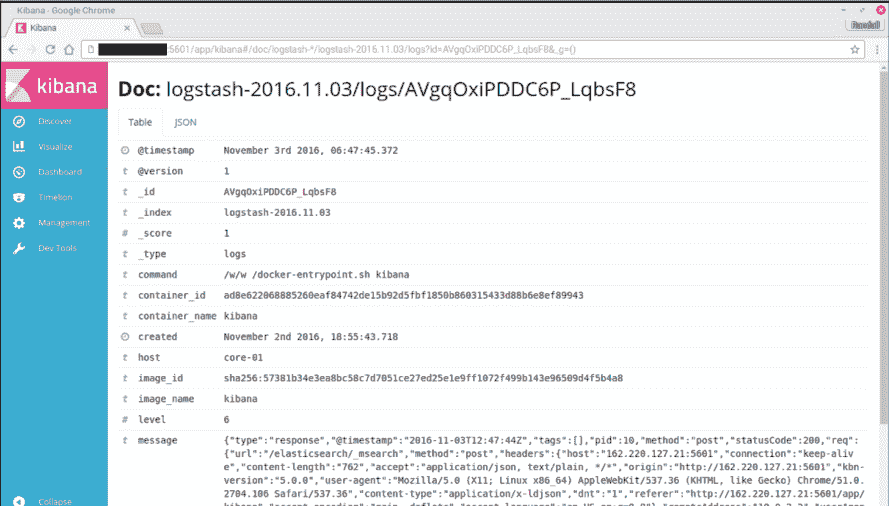 Kibana - Google Chrome
Kibana
:5601/app/kibana#/doc/logstash-*/logstash-2016.11.03/logs?id=AVgqOxiPDDC6P_LqbsF8&_g=()
kibana
Discover
Visualize
Dashboard
Timelion
Management
Dev Tools
Collapse
Doc: logstash-2016.11.03/logs/AVgqOxiPDDC6P_LqbsF8
Table JSON
@timestamp November 3rd 2016, 06:47:45.372
t @version 1
t _id AVgqOxiPDDC6P_LqbsF8
t _index logstash-2016.11.03
# _score 1
t _type logs
t command /w/w /docker-entrypoint.sh kibana
t container_id ad8e622068885260eaf84742de15b92d5fbf1850b860315433d88b6e8ef89943
t container_name kibana
created November 2nd 2016, 18:55:43.718
t host core-01
t image_id sha256:57381b34e3ea8bc58c7d7051ce27ed25e1e9ff1072f499b143e96509d4f5b4a8
t image_name kibana
# level 6
t message {"type":"response","@timestamp":"2016-11-03T12:47:44Z","tags":[],"pid":10,"method":"post","statusCode":200,"req":
{"url":"/elasticsearch/_msearch","method":"post","headers":{"host":"162.220.127.21:5601","connection":"keep-aliv
e","content-length":"762","accept":"application/json, text/plain, */*","origin":"http://162.220.127.21:5601","kbn-
version":"5.0.0","user-agent":"Mozilla/5.0 (X11; Linux x86_64) AppleWebKit/537.36 (KHTML, like Gecko) Chrome/51.0.
2704.106 Safari/537.36","content-type":"application/x-ldjson","dnt":"1","referer":"http://162.220.127.21:5601/app/